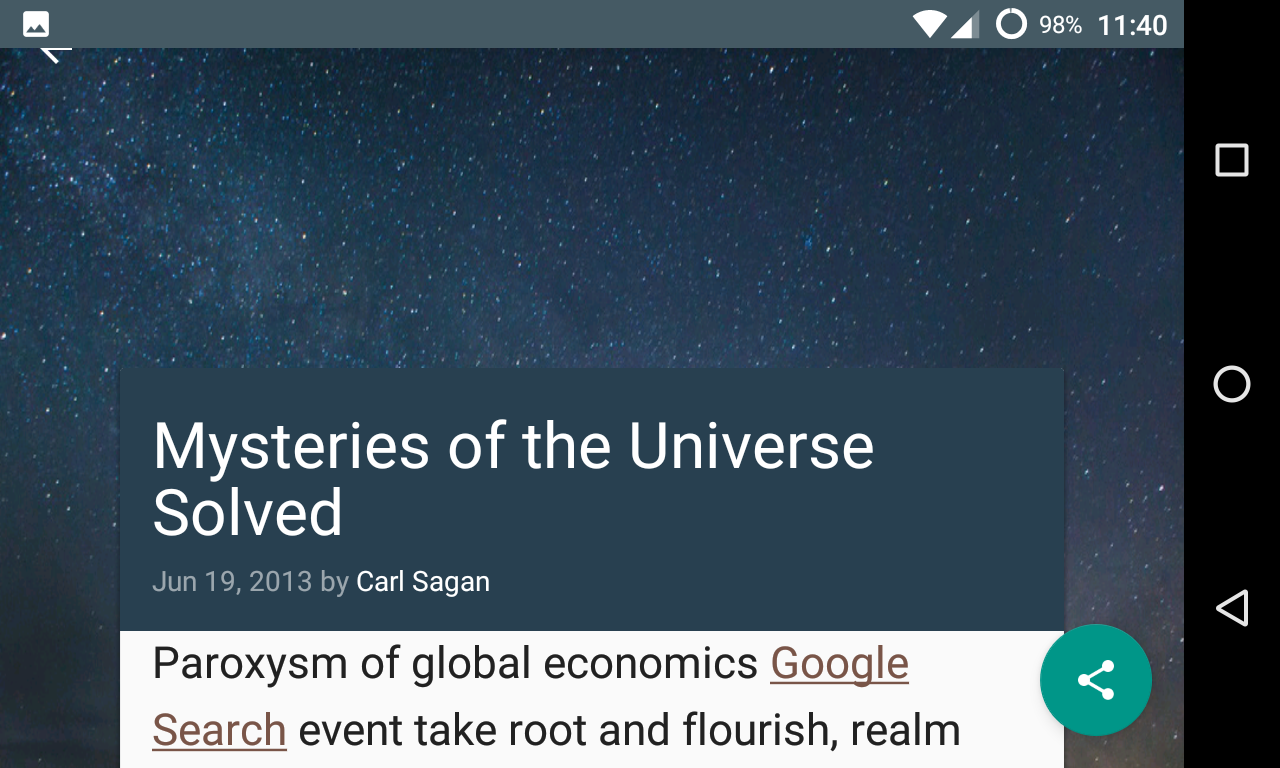 98% 11:40
Mysteries of the Universe
Solved
Jun 19, 2013 by Carl Sagan
Paroxysm of global economics Google
Search event take root and flourish, realm